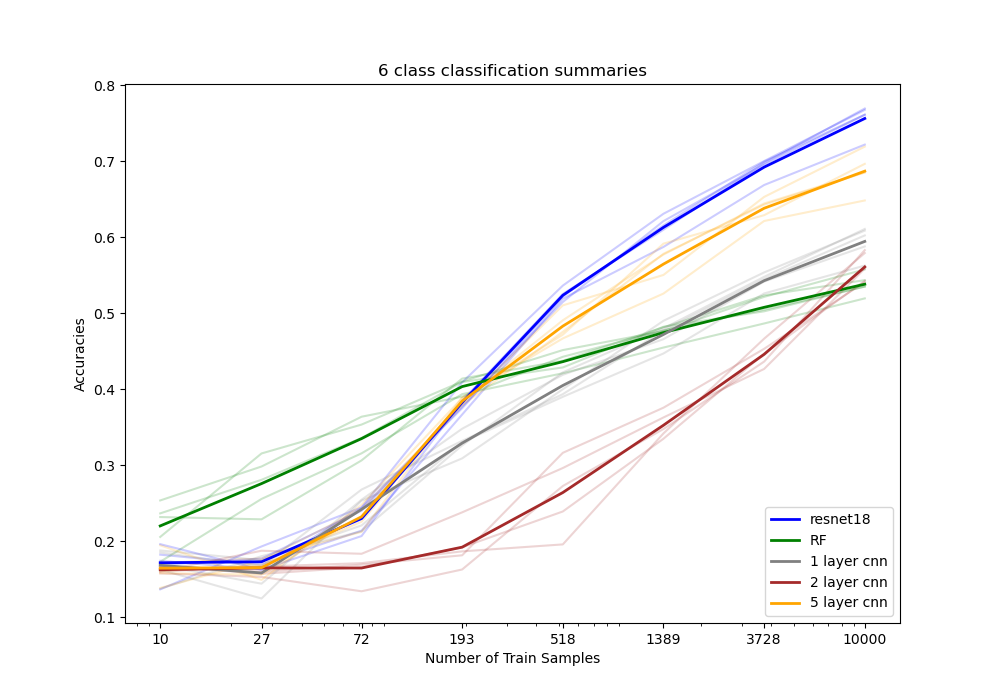 6 class classification summaries
Accuracies
0.8
0.7
0.6
0.5
0.4
0.3
0.2
0.1
resnet18
RF
1 layer cnn
2 layer cnn
5 layer cnn
10 27 72 193 518 1389 3728 10000
Number of Train Samples